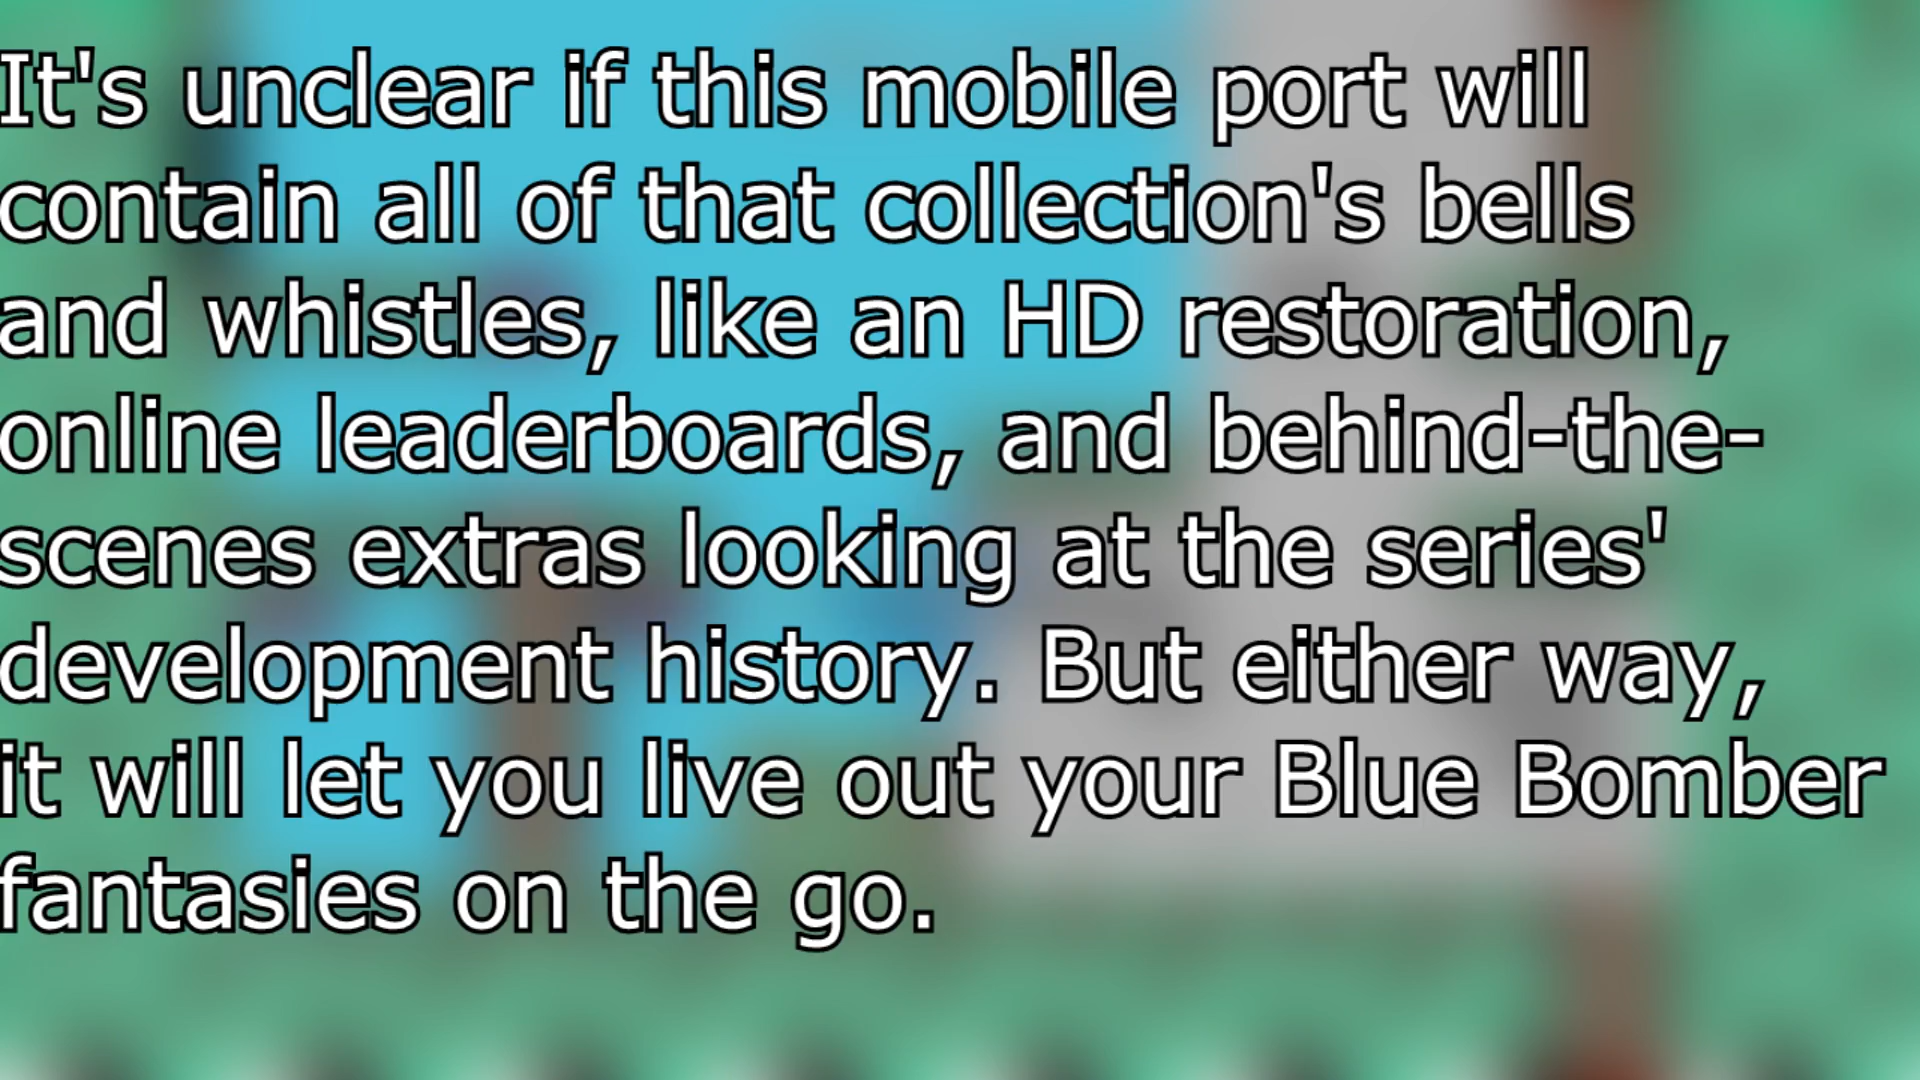 It's unclear if this mobile port will
contain all of that collection's bells
and whistles, like an HD restoration,
online leaderboards, and behind-the-
scenes extras looking at the series'
development history. But either way,
it will let you live out your Blue Bomber
fantasies on the go.